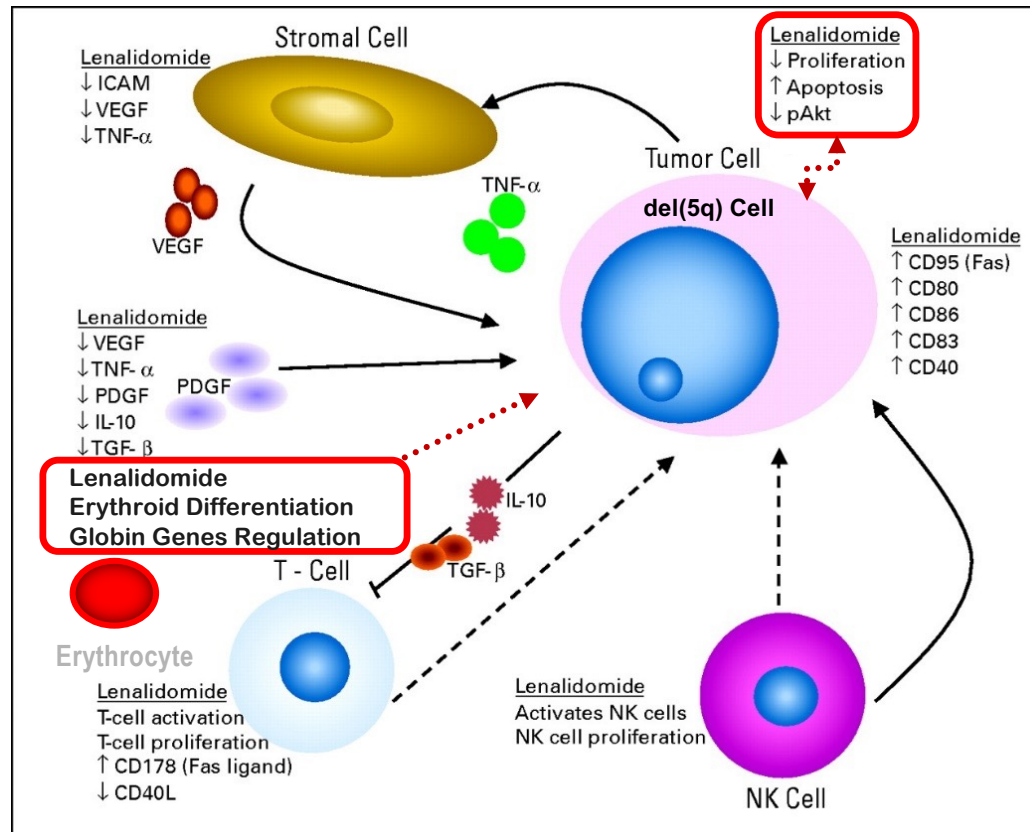 Stromal Cell
Lenalidomide
↓ ICAM
↓ VEGF
↓TNF-α
VEGF
TNF-α
Lenalidomide
↓ Proliferation
↑ Apoptosis
↓ pAkt
Tumor Cell
del(5q) Cell
Lenalidomide
↑ CD95 (Fas)
↑ CD80
↑ CD86
↑ CD83
↑ CD40
Lenalidomide
↓ VEGF
↓TNF- α
↓ PDGF
↓ IL-10
↓TGF- β
PDGF
Lenalidomide
Erythroid Differentiation
Globin Genes Regulation
IL-10
TGF-β
Erythrocyte
T - Cell
Lenalidomide
T-cell activation
T-cell proliferation
↑ CD178 (Fas ligand)
↓ CD40L
Lenalidomide
Activates NK cells
NK cell proliferation
NK Cell